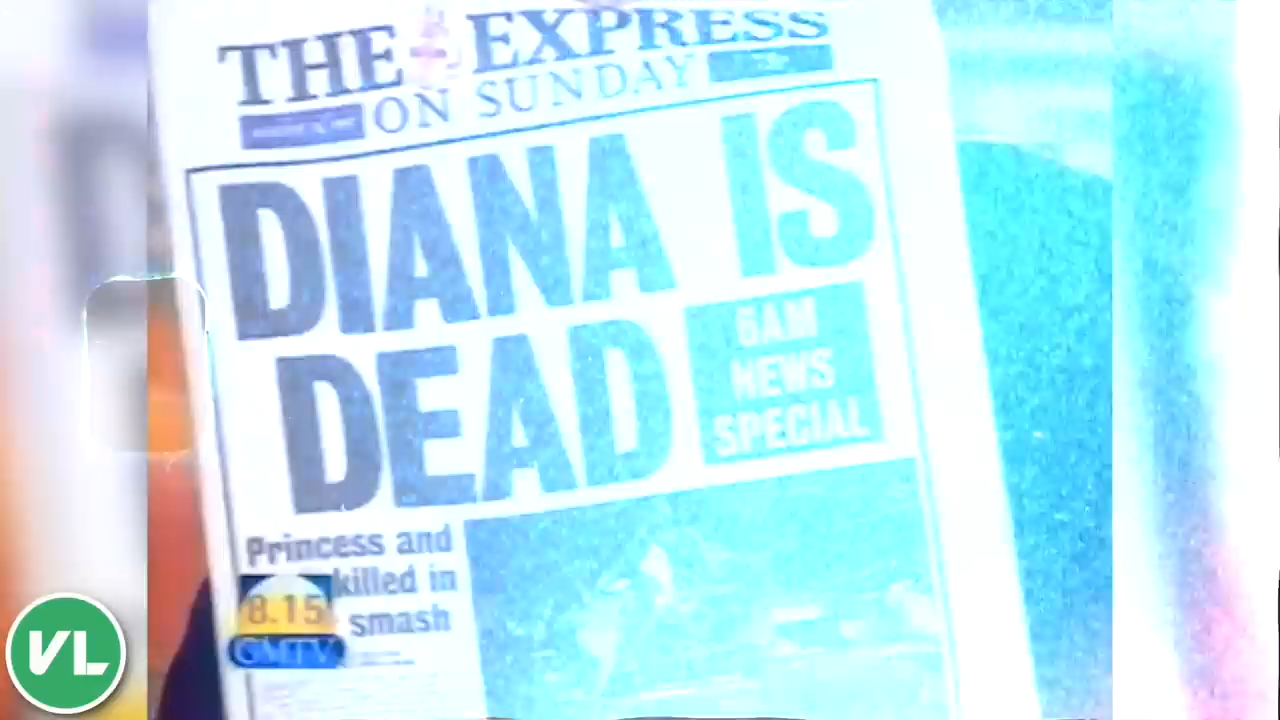 THE EXPRESS
ON SUNDAY
DIANA IS
DEAD
6AM
NEWS
SPECIAL
Princess and
killed in
smash
8.15
GMTV
VL